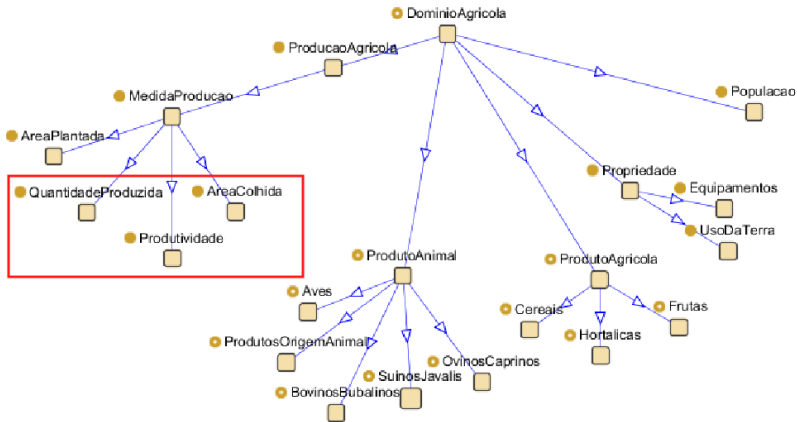 DominioAgricola
ProducaoAgricola
Populacao
MedidaProducao
AreaPlantada
Propriedade
Equipamentos
QuantidadeProduzida
AreaColhida
UsoDaTerra
Produtividade
ProdutoAnimal
ProdutoAgricola
Aves
Cereais
Frutas
Hortalicas
ProdutosOrigemAnimal
OvinosCaprinos
SuinosJavalis
BovinosBubalinos